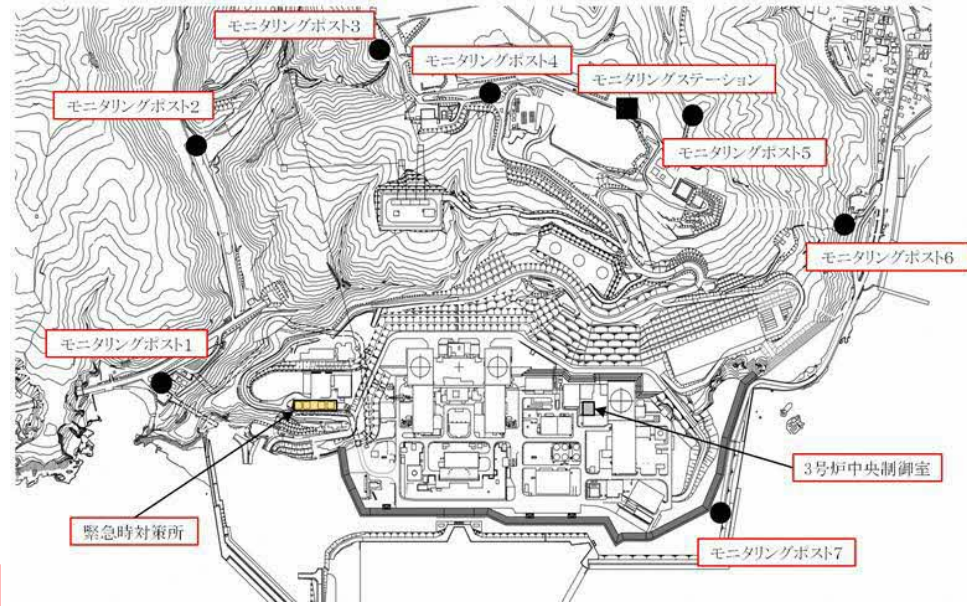 モニタリングポスト3
モニタリングポスト4
モニタリングステーション
モニタリングポスト2
モニタリングポスト5
モニタリングポスト6
モニタリングポスト1
3号炉中央制御室
緊急時対策所
モニタリングポスト7